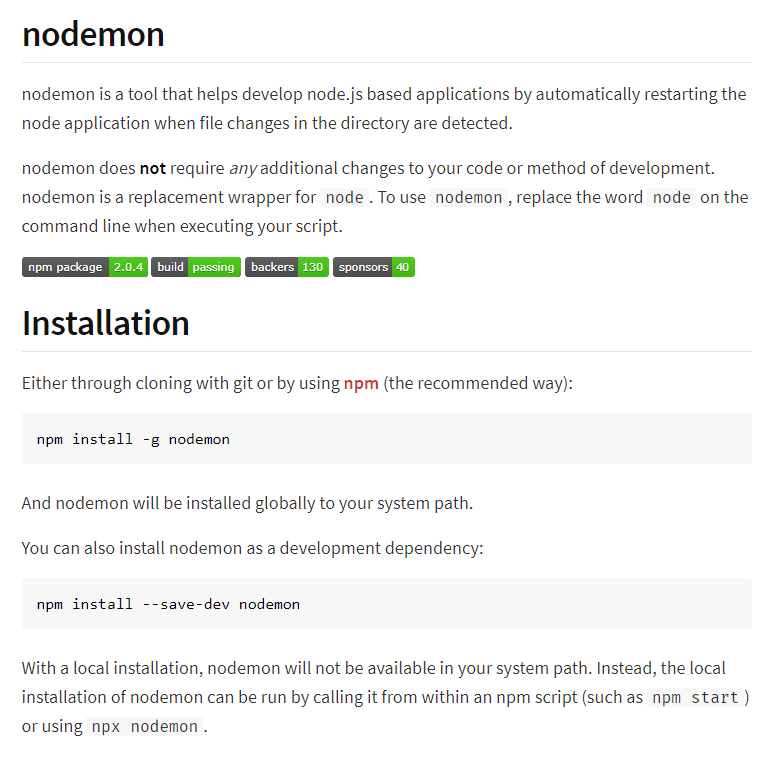 nodemon
nodemon is a tool that helps develop node.js based applications by automatically restarting the
node application when file changes in the directory are detected.
nodemon does not require any additional changes to your code or method of development.
nodemon is a replacement wrapper for node . To use nodemon , replace the word node on the
command line when executing your script.
npm package 2.0.4 build passing backers 130 sponsors 40
Installation
Either through cloning with git or by using npm (the recommended way):
npm install -g nodemon
And nodemon will be installed globally to your system path.
You can also install nodemon as a development dependency:
npm install --save-dev nodemon
With a local installation, nodemon will not be available in your system path. Instead, the local
installation of nodemon can be run by calling it from within an npm script (such as npm start )
or using npx nodemon .